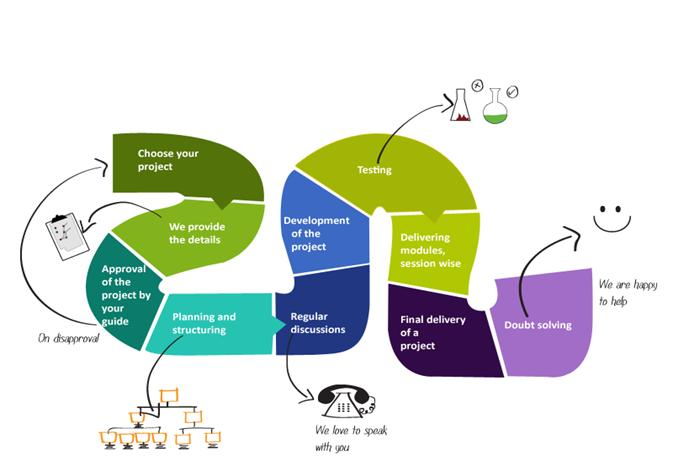 Choose your
project
We provide
the details
Approval
of the
project by
your
guide
On disapproval
Planning and
structuring
Regular
discussions
We love to speak
with you
Development
of the
project
Testing
Delivering
modules,
session wise
Final delivery
of a
project
Doubt solving
We are happy
to help